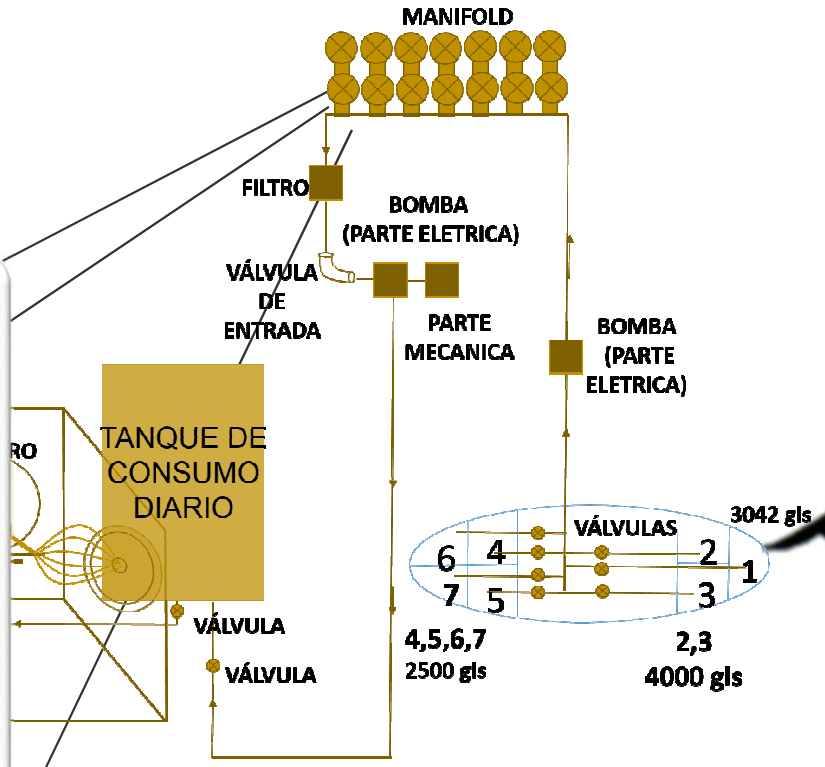 MANIFOLD
FILTRO
BOMBA
(PARTE ELETRICA)
VÁLVULA
DE
ENTRADA
PARTE
MECANICA
BOMBA
(PARTE
ELETRICA)
RO
TANQUE DE
CONSUMO
DIARIO
3042 gls
VÁLVULAS
6
4
2
1
7
5
3
VÁLVULA
VÁLVULA
4,5,6,7
2500 gls
2,3
4000 gls